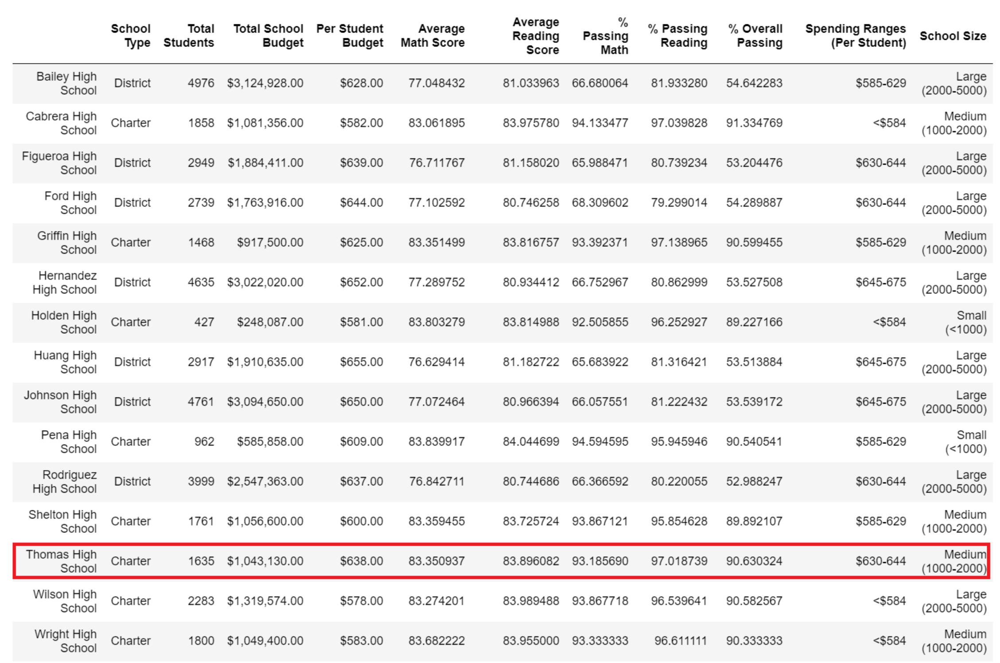 School Type Total Students Total School Budget Per Student Budget Average Math Score Average Reading Score % Passing Math % Passing Reading % Overall Passing Spending Ranges (Per Student) School Size
Bailey High School District 4976 $3,124,928.00 $628.00 77.048432 81.033963 66.680064 81.933280 54.642283 $585-629 Large (2000-5000)
Cabrera High School Charter 1858 $1,081,356.00 $582.00 83.061895 83.975780 94.133477 97.039828 91.334769 <$584 Medium (1000-2000)
Figueroa High School District 2949 $1,884,411.00 $639.00 76.711767 81.158020 65.988471 80.739234 53.204476 $630-644 Large (2000-5000)
Ford High School District 2739 $1,763,916.00 $644.00 77.102592 80.746258 68.309602 79.299014 54.289887 $630-644 Large (2000-5000)
Griffin High School Charter 1468 $917,500.00 $625.00 83.351499 83.816757 93.392371 97.138965 90.599455 $585-629 Medium (1000-2000)
Hernandez High School District 4635 $3,022,020.00 $652.00 77.289752 80.934412 66.752967 80.862999 53.527508 $645-675 Large (2000-5000)
Holden High School Charter 427 $248,087.00 $581.00 83.803279 83.814988 92.505855 96.252927 89.227166 <$584 Small (<1000)
Huang High School District 2917 $1,910,635.00 $655.00 76.629414 81.182722 65.683922 81.316421 53.513884 $645-675 Large (2000-5000)
Johnson High School District 4761 $3,094,650.00 $650.00 77.072464 80.966394 66.057551 81.222432 53.539172 $645-675 Large (2000-5000)
Pena High School Charter 962 $585,858.00 $609.00 83.839917 84.044699 94.594595 95.945946 90.540541 $585-629 Small (<1000)
Rodriguez High School District 3999 $2,547,363.00 $637.00 76.842711 80.744686 66.366592 80.220055 52.988247 $630-644 Large (2000-5000)
Shelton High School Charter 1761 $1,056,600.00 $600.00 83.359455 83.725724 93.867121 95.854628 89.892107 $585-629 Medium (1000-2000)
Thomas High School Charter 1635 $1,043,130.00 $638.00 83.350937 83.896082 93.185690 97.018739 90.630324 $630-644 Medium (1000-2000)
Wilson High School Charter 2283 $1,319,574.00 $578.00 83.274201 83.989488 93.867718 96.539641 90.582567 <$584 Large (2000-5000)
Wright High School Charter 1800 $1,049,400.00 $583.00 83.682222 83.955000 93.333333 96.611111 90.333333 <$584 Medium (1000-2000)